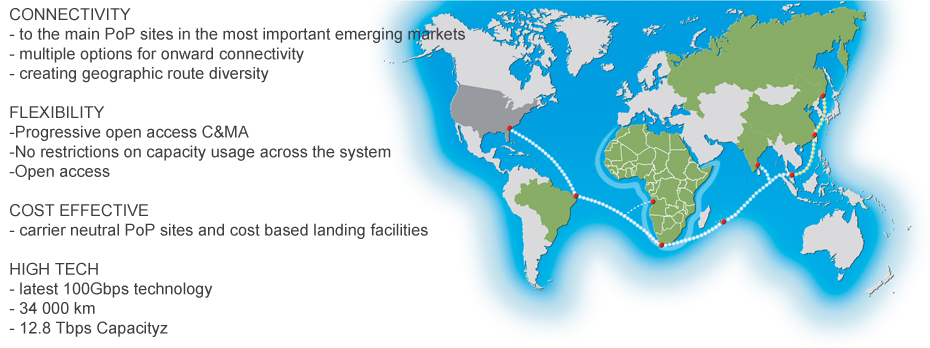 CONNECTIVITY
- to the main PoP sites in the most important emerging markets
- multiple options for onward connectivity
- creating geographic route diversity
FLEXIBILITY
-Progressive open access C&MA
-No restrictions on capacity usage across the system
-Open access
COST EFFECTIVE
- carrier neutral PoP sites and cost based landing facilities
HIGH TECH
- latest 100Gbps technology
- 34 000 km
- 12.8 Tbps Capacityz